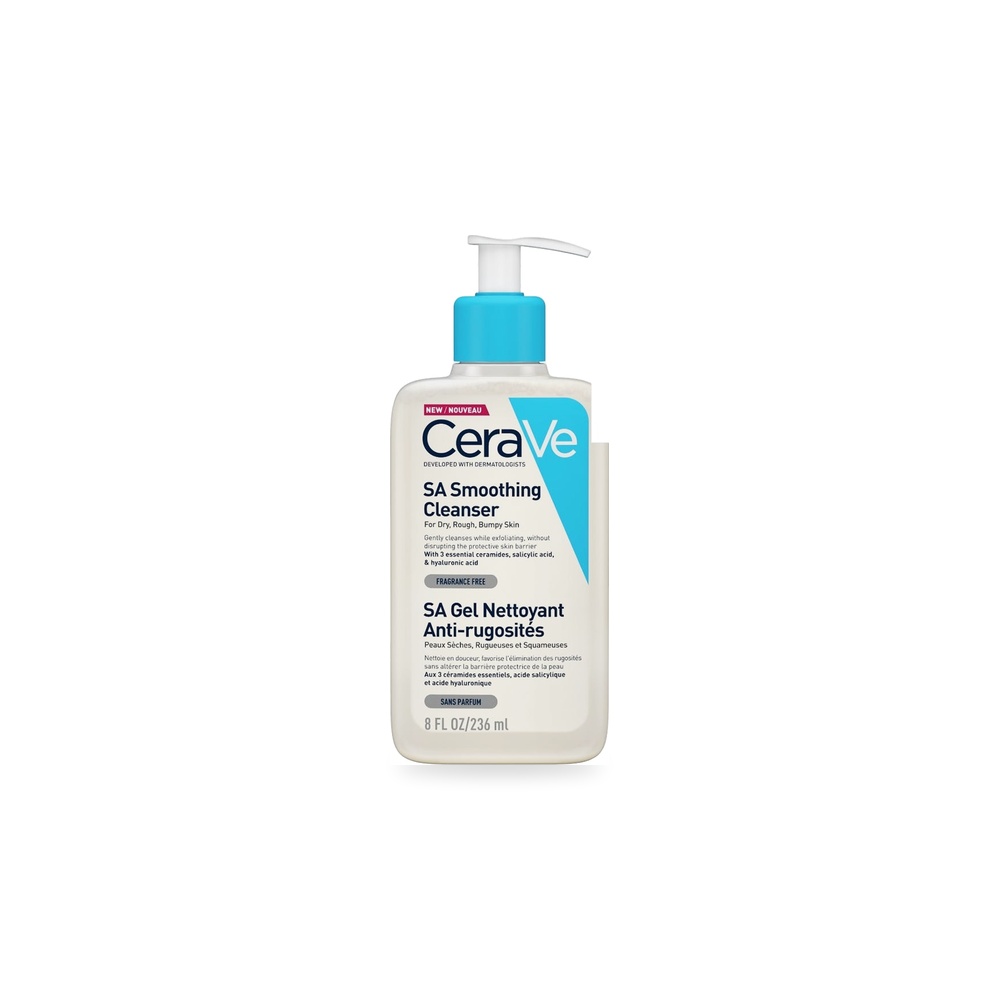 NEW / NOUVEAU
CeraVe
DEVELOPED WITH DERMATOLOGISTS
SA Smoothing
Cleanser
For Dry, Rough, Bumpy Skin
Gently cleanses while exfoliating, without
disrupting the protective skin barrier
With 3 essential ceramides, salicylic acid,
& hyaluronic acid
FRAGRANCE FREE
SA Gel Nettoyant
Anti-rugosités
Peaux Sèches, Rugueuses et Squameuses
Nettoie en douceur, favorise l'élimination des rugosités
sans altérer la barrière protectrice de la peau
Aux 3 céramides essentiels, acide salicylique
et acide hyaluronique
SANS PARFUM
8 FL OZ/236 ml